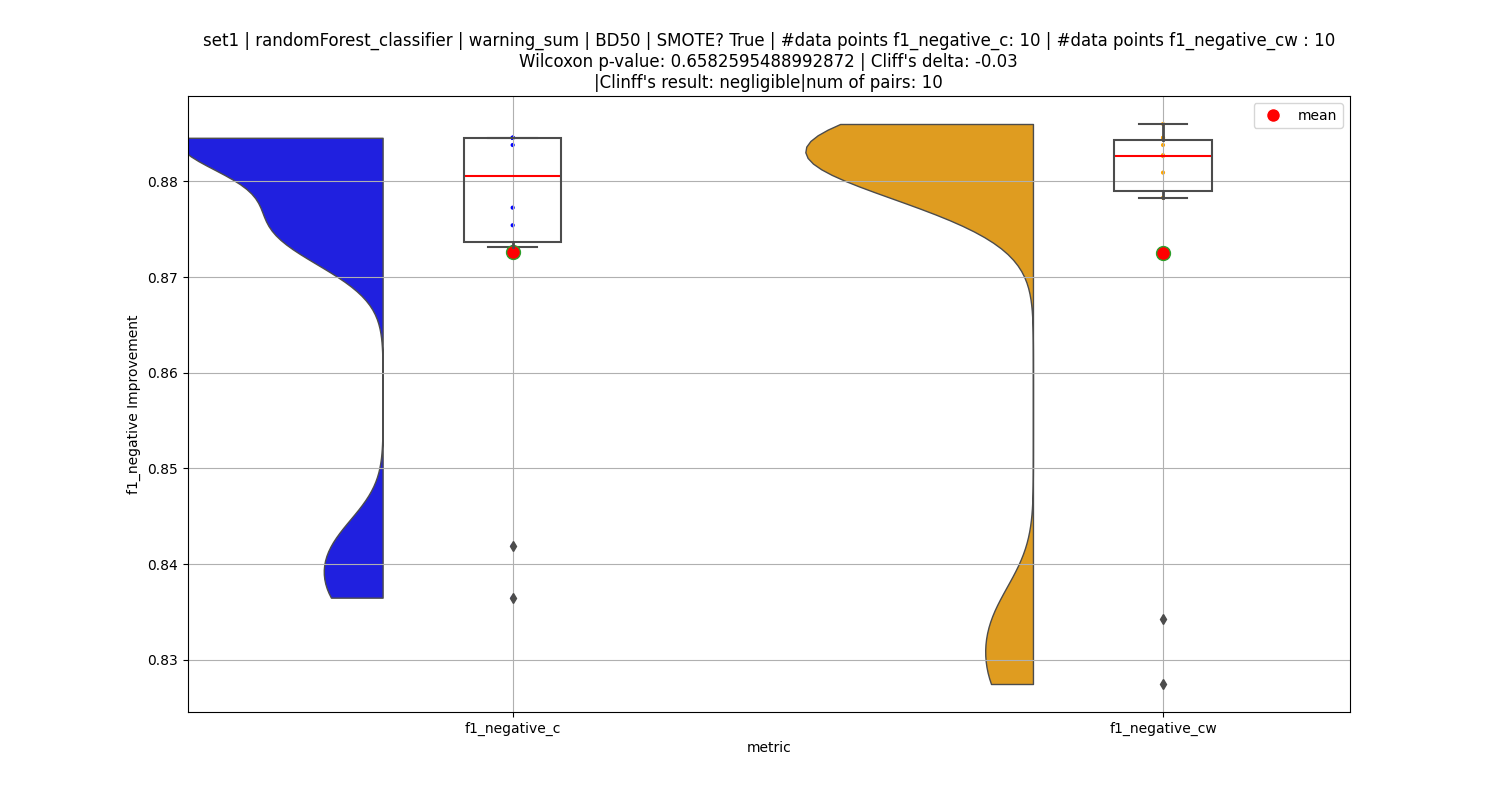 set1 | randomForest_classifier | warning_sum | BD50 | SMOTE? True | #data points f1_negative_c: 10 | #data points f1_negative_cw : 10
Wilcoxon p-value: 0.6582595488992872 | Cliff's delta: -0.03
|Clinff's result: negligible|num of pairs: 10
mean
0.88
0.87
0.86
0.85
0.84
0.83
f1_negative Improvement
f1_negative_c
f1_negative_cw
metric